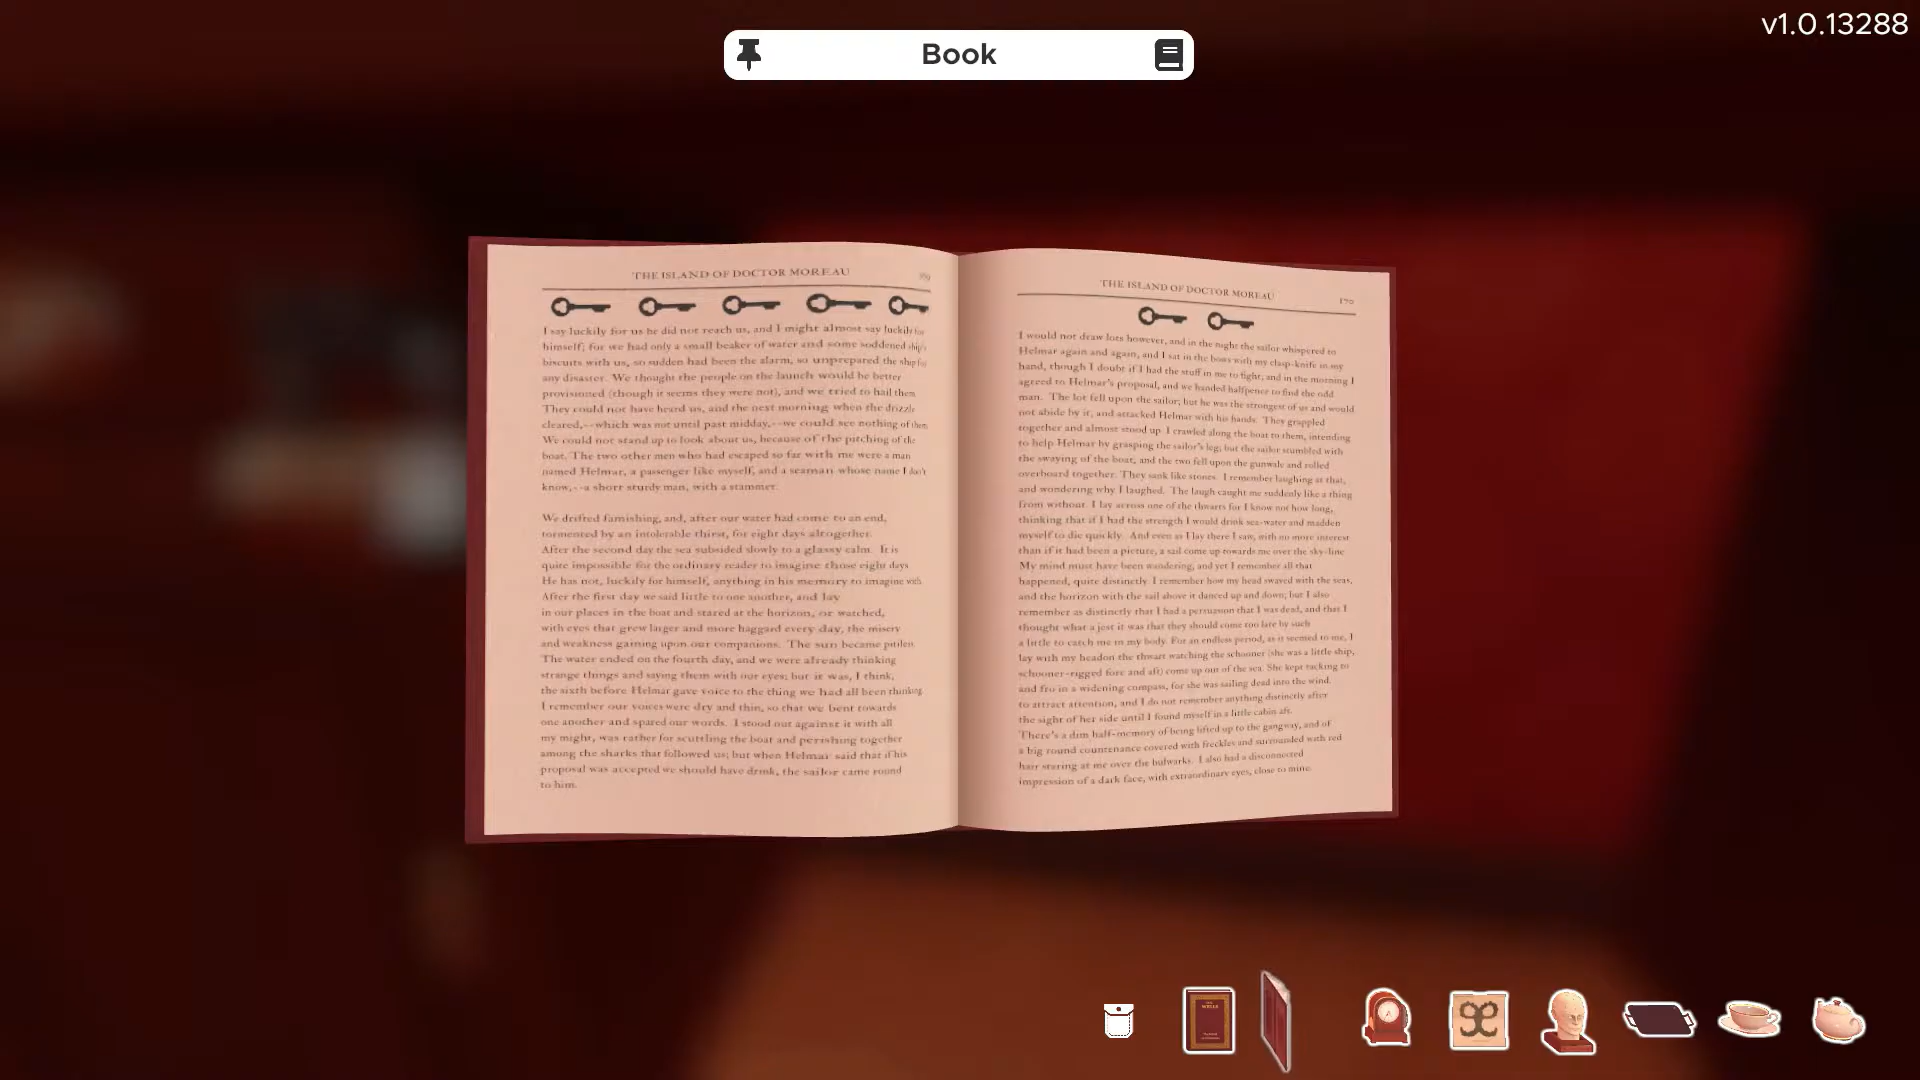 v1.0.13288
Book
THE ISLAND OF DOCTOR MOREAU
I say luckily for us he did not reach us, and I might almost say luckily for
himself; for we had only a small beaker of water and some soddened ship's
biscuits with us, so sudden had been the alarm, so unprepared the ship for
any disaster. We thought the people on the launch would be better
provisioned (though it seems they were not), and we tried to hail them
They could not have heard us, and the next morning when the drizzle
cleared,--which was not until past midday,--we could see nothing of them
We could not stand up to look about us, because of the pitching of the
boat. The two other men who had escaped so far with me were a man
named Helmar, a passenger like myself, and a seaman whose name I don't
know,--a short sturdy man, with a stammer.
We drifted famishing, and, after our water had come to an end,
tormented by an intolerable thirst, for eight days altogether.
After the second day the sea subsided slowly to a glassy calm. It is
quite impossible for the ordinary reader to imagine those eight days
He has not, luckily for himself, anything in his memory to imagine with
After the first day we said little to one another, and lay
in our places in the boat and stared at the horizon, or watched,
with eyes that grew larger and more haggard every day, the misery
and weakness gaining upon our companions. The sun became pitiles
The water ended on the fourth day, and we were already thinking
strange things and saying them with our eyes; but it was, I think,
the sixth before Helmar gave voice to the thing we had all been thinking
I remember our voices were dry and thin, so that we bent towards
one another and spared our words. I stood out against it with all
my might, was rather for scuttling the boat and perishing together
among the sharks that followed us; but when Helmar said that if his
proposal was accepted we should have drink, the sailor came round
to him.
THE ISLAND OF DOCTOR MOREAU 170
I would not draw lots however, and in the night the sailor whispered to
Helmar again and again, and I sat in the bows with my clasp-knife in my
hand, though I doubt if I had the stuff in me to fight; and in the morning I
agreed to Helmar's proposal, and we handed halfpence to find the odd
man. The lot fell upon the sailor; but he was the strongest of us and would
not abide by it, and attacked Helmar with his hands. They grappled
together and almost stood up. I crawled along the boat to them, intending
to help Helmar by grasping the sailor's leg; but the sailor stumbled with
the swaying of the boat, and the two fell upon the gunwale and rolled
overboard together. They sank like stones. I remember laughing at that,
and wondering why I laughed. The laugh caught me suddenly like a thing
from without. I lay across one of the thwarts for I know not how long,
thinking that if I had the strength I would drink sea-water and madden
myself to die quickly. And even as I lay there I saw, with no more interest
than if it had been a picture, a sail come up towards me over the sky-line
My mind must have been wandering, and yet I remember all that
happened, quite distinctly. I remember how my head swayed with the seas,
and the horizon with the sail above it danced up and down; but I also
remember as distinctly that I had a persuasion that I was dead, and that I
thought what a jest it was that they should come too late by such
a little to catch me in my body. For an endless period, as it seemed to me, I
lay with my headon the thwart watching the schooner (she was a little ship,
schooner-rigged fore and aft) come up out of the sea. She kept tacking to
and fro in a widening compass, for she was sailing dead into the wind.
to attract attention, and I do not remember anything distinctly after
the sight of her side until I found myself in a little cabin aft.
There's a dim half-memory of being lifted up to the gangway, and of
a big round countenance covered with freckles and surrounded with red
hair staring at me over the bulwarks. I also had a disconnected
impression of a dark face, with extraordinary eyes, close to mine
WELLS